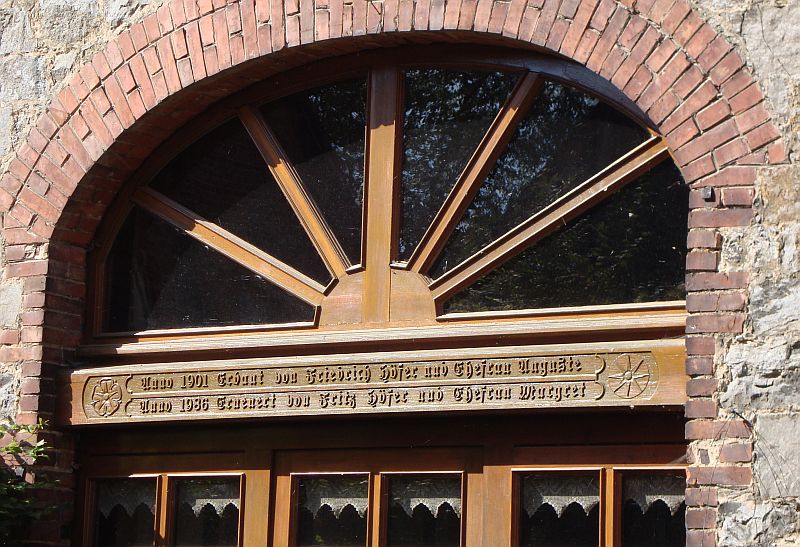 Anno 1901 Erbaut von Friedrich Höfer und Ehefrau Auguste
Anno 1986 Erneuert von Fritz Höfer und Ehefrau Margret